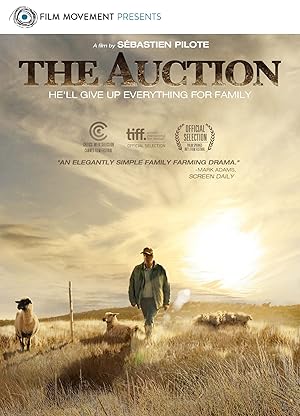 FILM MOVEMENT PRESENTS
A film by SÉBASTIEN PILOTE
THE AUCTION
HE'LL GIVE UP EVERYTHING FOR FAMILY
tiff.
OFFICIAL SELECTION
OFFICIAL
SELECTION
"AN ELEGANTLY SIMPLE FAMILY FARMING DRAMA."
-MARK ADAMS,
SCREEN DAILY